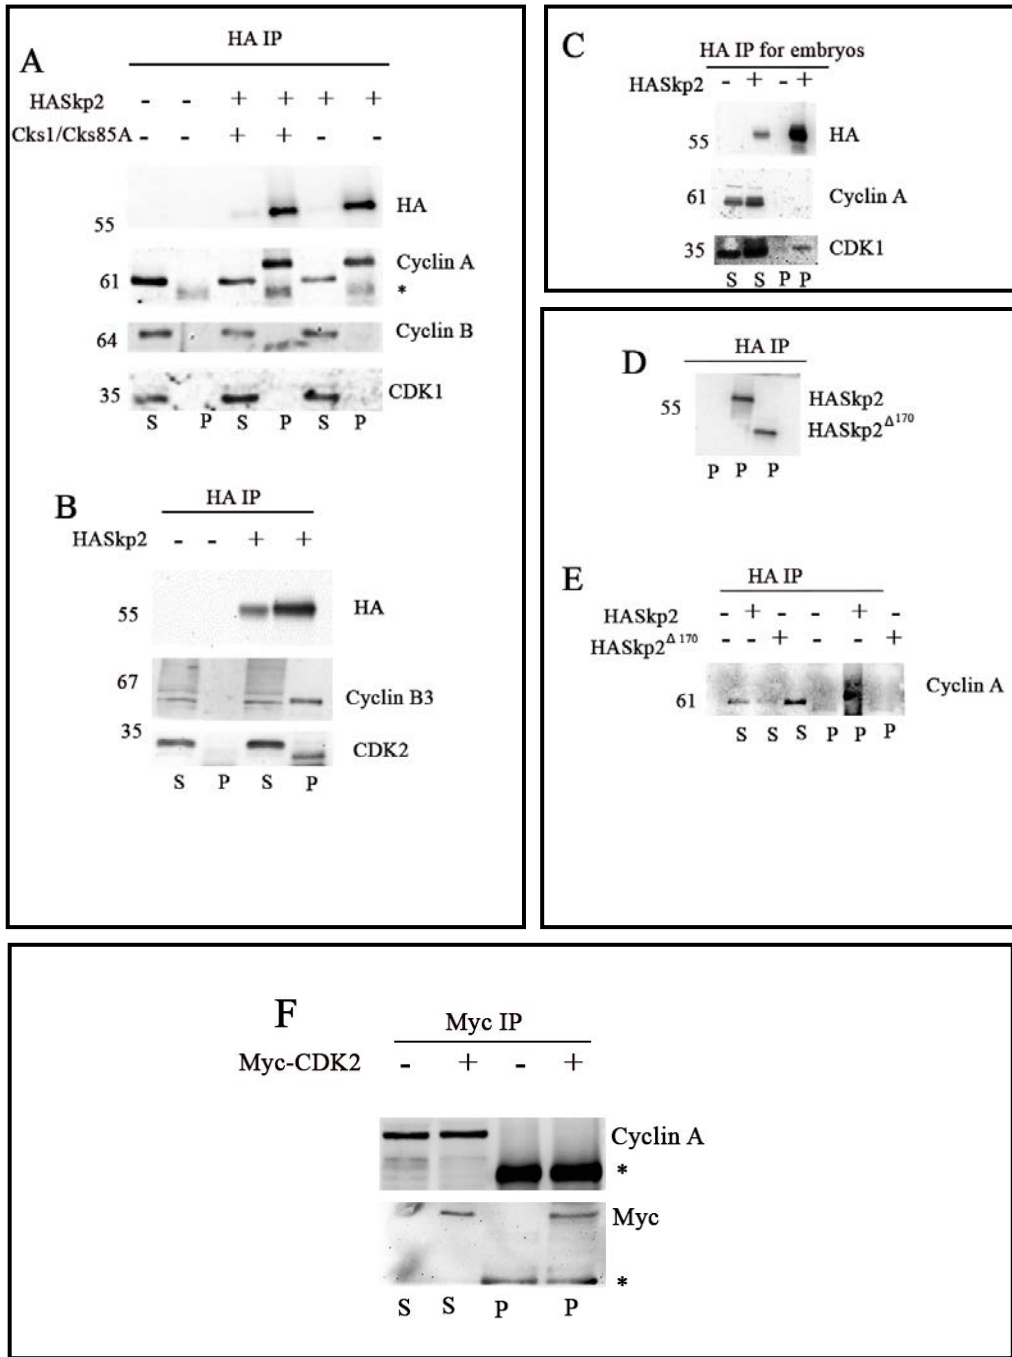 A
HA IP
HASkp2 - - + + + +
Cks1/Cks85A - - + + - -
55 HA
61 Cyclin A
*
64 Cyclin B
35 CDK1
S P S P S P
B
HA IP
HASkp2 - - + +
55 HA
67 Cyclin B3
35 CDK2
S P S P
C
HA IP for embryos
HASkp2 - + - +
55 HA
61 Cyclin A
35 CDK1
S S P P
D
HA IP
55 HASkp2
HASkp2Δ170
P P P
E
HA IP
HASkp2 - + - - + -
HASkp2Δ170 - - + - - +
61 Cyclin A
S S S P P P
F
Myc IP
Myc-CDK2 - + - +
Cyclin A
*
Myc
*
S S P P